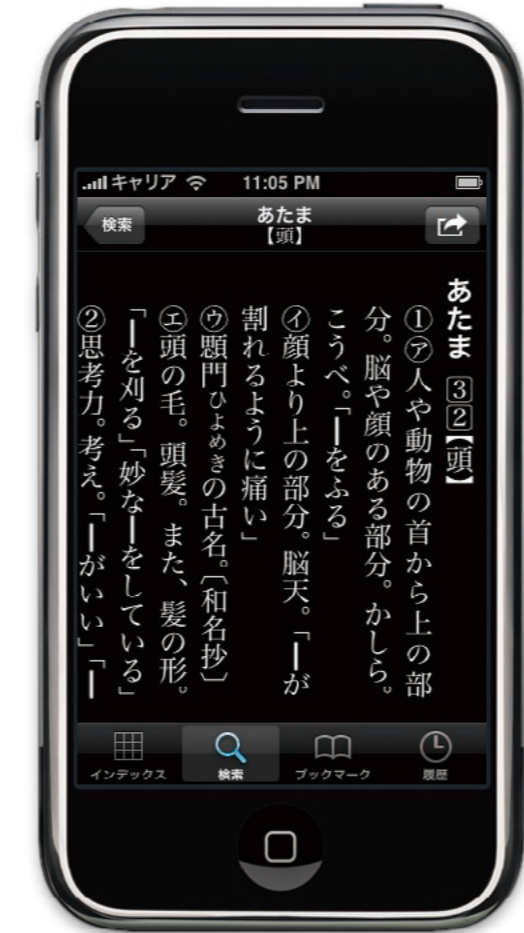 キャリア 11:05 PM
検索
あたま
【頭】
あたま 32【頭】
①㋐人や動物の首から上の部
分。脳や顔のある部分。かしら。
こうべ。「━をふる」
㋑顔より上の部分。脳天。「━が
割れるように痛い」
㋒顖門ひよめきの古名。〔和名抄〕
㋓頭の毛。頭髪。また、髪の形。
「━を刈る」「妙な━をしている」
②思考力。考え。「━がいい」「━
インデックス
検索
ブックマーク
履歴